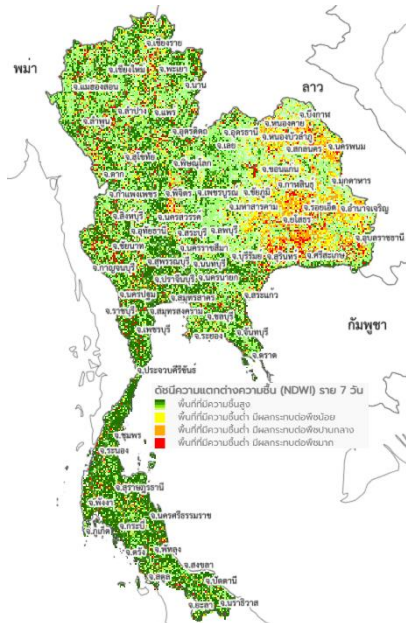 พม่า
ลาว
กัมพูชา
จ.เชียงราย
จ.เชียงใหม่
จ.พะเยา
จ.แม่ฮ่องสอน
จ.น่าน
จ.ลำปาง
จ.แพร่
จ.ลำพูน
จ.อุตรดิตถ์
จ.บึงกาฬ
จ.หนองคาย
จ.อุดรธานี
จ.หนองบัวลำภู
จ.นครพนม
จ.เลย
จ.สกลนคร
จ.สุโขทัย
จ.พิษณุโลก
จ.ขอนแก่น
จ.ตาก
จ.กาฬสินธุ์
จ.มุกดาหาร
จ.กำแพงเพชร
จ.พิจิตร
จ.เพชรบูรณ์
จ.ชัยภูมิ
จ.มหาสารคาม
จ.ร้อยเอ็ด
จ.อำนาจเจริญ
จ.สิงห์บุรี
จ.นครสวรรค์
จ.ยโสธร
จ.อุทัยธานี
จ.สระบุรี
จ.ลพบุรี
จ.อุบลราชธานี
จ.ชัยนาท
จ.นครราชสีมา
จ.บุรีรัมย์
จ.สุรินทร์
จ.ศรีสะเกษ
จ.สุพรรณบุรี
จ.นนทบุรี
จ.กาญจนบุรี
จ.ปราจีนบุรี
จ.นครนายก
จ.นครปฐม
จ.สมุทรสาคร
จ.สระแก้ว
จ.ราชบุรี
จ.สมุทรสงคราม
จ.ชลบุรี
จ.เพชรบุรี
จ.ระยอง
จ.จันทบุรี
จ.ตราด
จ.ประจวบคีรีขันธ์
ดัชนีความแตกต่างความชื้น (NDWI) ราย 7 วัน
พื้นที่ที่มีความชื้นสูง
พื้นที่ที่มีความชื้นต่ำ มีผลกระทบต่อพืชน้อย
พื้นที่ที่มีความชื้นต่ำ มีผลกระทบต่อพืชปานกลาง
พื้นที่ที่มีความชื้นต่ำ มีผลกระทบต่อพืชมาก
จ.ชุมพร
จ.ระนอง
จ.สุราษฎร์ธานี
จ.พังงา
จ.นครศรีธรรมราช
จ.ภูเก็ต
จ.กระบี่
จ.ตรัง
จ.พัทลุง
จ.สงขลา
จ.สตูล
จ.ปัตตานี
จ.ยะลา
จ.นราธิวาส